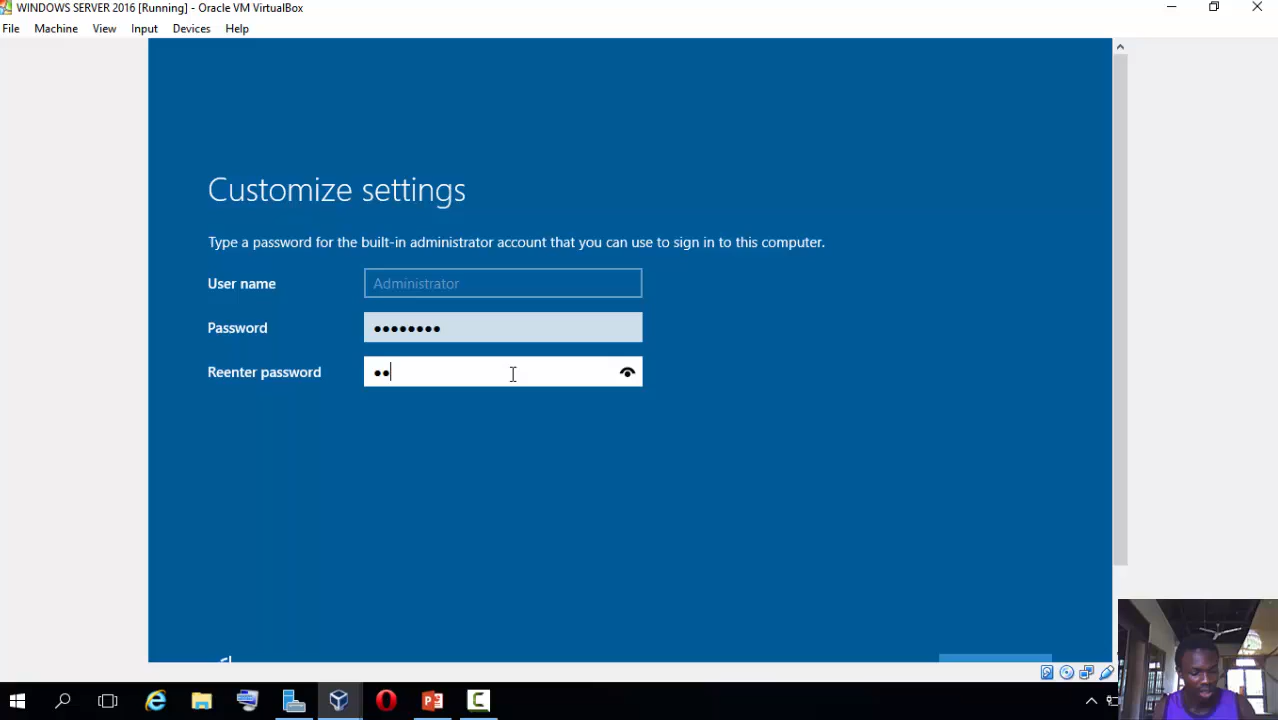 WINDOWS SERVER 2016 [Running] - Oracle VM VirtualBox
File Machine View Input Devices Help
Customize settings
Type a password for the built-in administrator account that you can use to sign in to this computer.
User name
Administrator
Password
••••••••
Reenter password
••